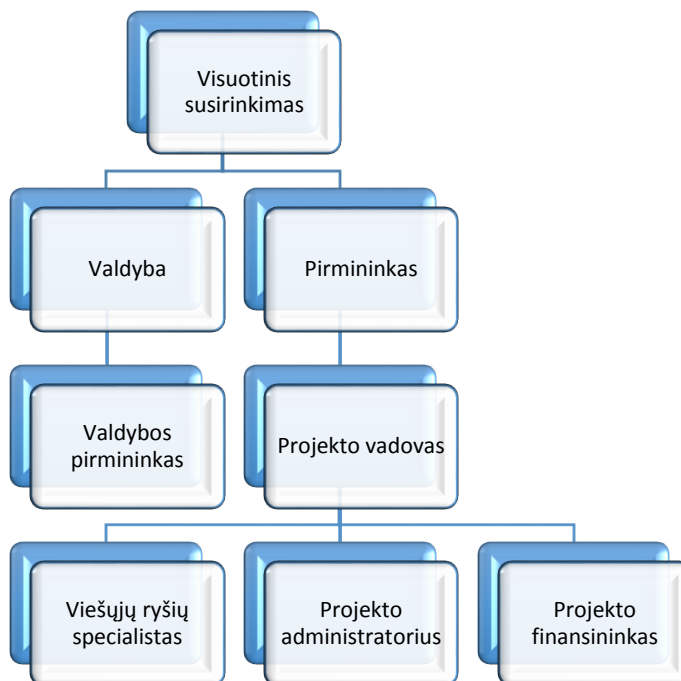 Visuotinis
susirinkimas
Valdyba
Pirmininkas
Valdybos
pirmininkas
Projekto vadovas
Viešųjų ryšių
specialistas
Projekto
administratorius
Projekto
finansininkas